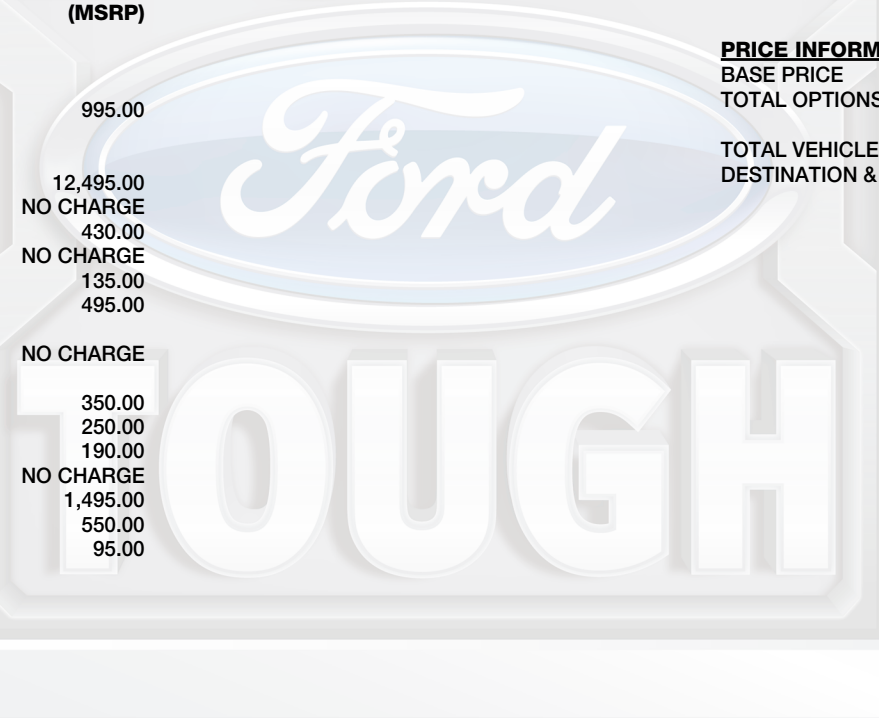 (MSRP)
995.00
12,495.00
NO CHARGE
430.00
NO CHARGE
135.00
495.00
NO CHARGE
350.00
250.00
190.00
NO CHARGE
1,495.00
550.00
95.00
PRICE INFORM
BASE PRICE
TOTAL OPTIONS
TOTAL VEHICLE
DESTINATION &
Ford
TOUGH